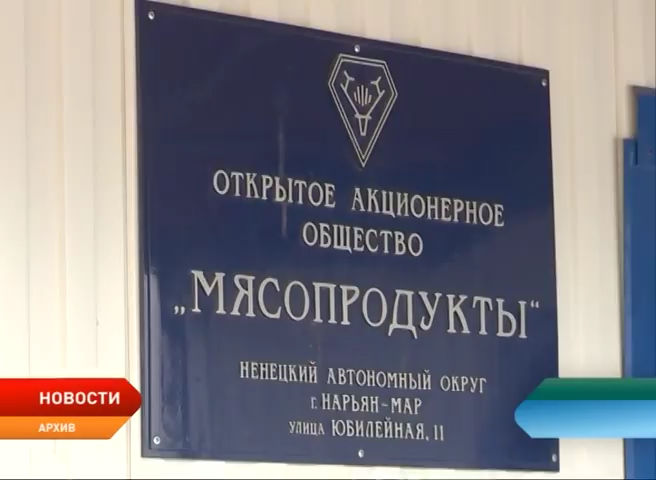 ОТКРЫТОЕ АКЦИОНЕРНОЕ
ОБЩЕСТВО
„МЯСОПРОДУКТЫ“
НЕНЕЦКИЙ АВТОНОМНЫЙ ОКРУГ
г. НАРЬЯН-МАР
улица ЮБИЛЕЙНАЯ, 11
НОВОСТИ
АРХИВ